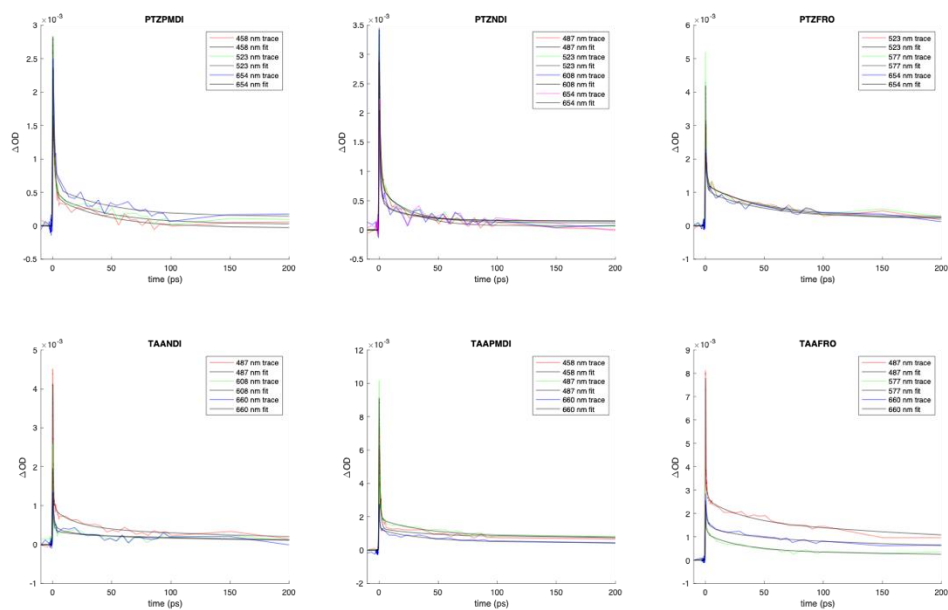 ×10⁻³
PTZPMDI
3
2.5
2
1.5
1
0.5
0
-0.5
ΔOD
458 nm trace
458 nm fit
523 nm trace
523 nm fit
654 nm trace
654 nm fit
0 50 100 150 200
time (ps)
×10⁻³
PTZNDI
3.5
3
2.5
2
1.5
1
0.5
0
-0.5
ΔOD
487 nm trace
487 nm fit
523 nm trace
523 nm fit
608 nm trace
608 nm fit
654 nm trace
654 nm fit
0 50 100 150 200
time (ps)
×10⁻³
PTZFRO
6
5
4
3
2
1
0
-1
ΔOD
523 nm trace
523 nm fit
577 nm trace
577 nm fit
654 nm trace
654 nm fit
0 50 100 150 200
time (ps)
×10⁻³
TAANDI
5
4
3
2
1
0
-1
ΔOD
487 nm trace
487 nm fit
608 nm trace
608 nm fit
660 nm trace
660 nm fit
0 50 100 150 200
time (ps)
×10⁻³
TAAPMDI
12
10
8
6
4
2
0
-2
ΔOD
458 nm trace
458 nm fit
487 nm trace
487 nm fit
660 nm trace
660 nm fit
0 50 100 150 200
time (ps)
×10⁻³
TAAFRO
9
8
7
6
5
4
3
2
1
0
-1
ΔOD
487 nm trace
487 nm fit
577 nm trace
577 nm fit
660 nm trace
660 nm fit
0 50 100 150 200
time (ps)